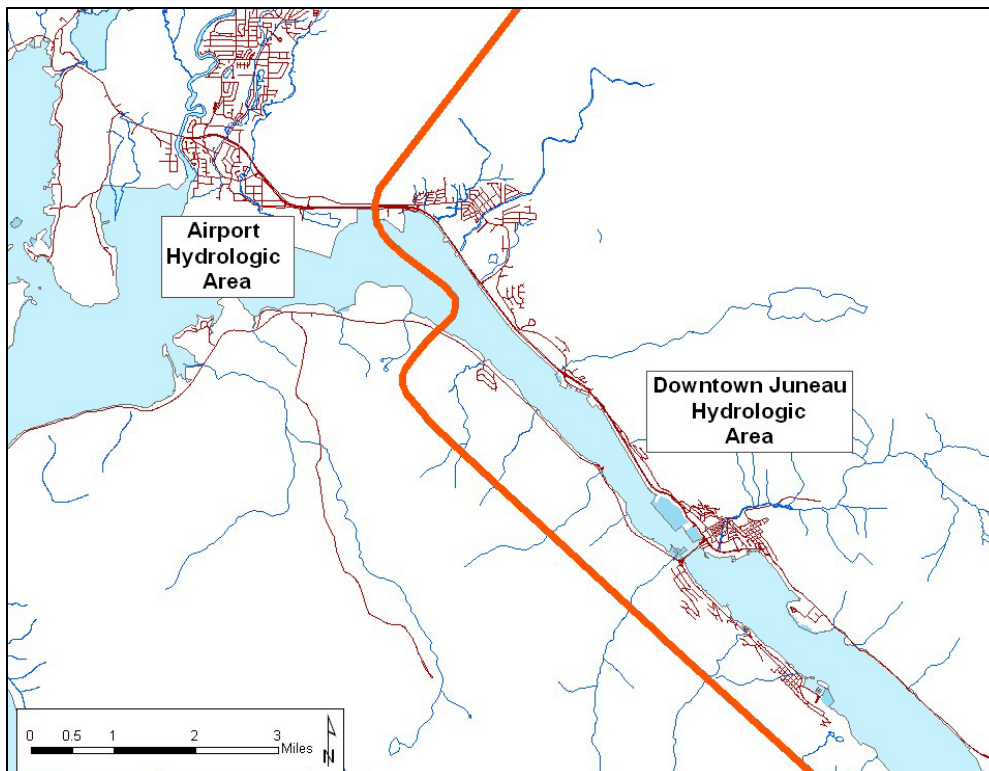 Airport
Hydrologic
Area
Downtown Juneau
Hydrologic
Area
0 0.5 1 2 3
Miles
N